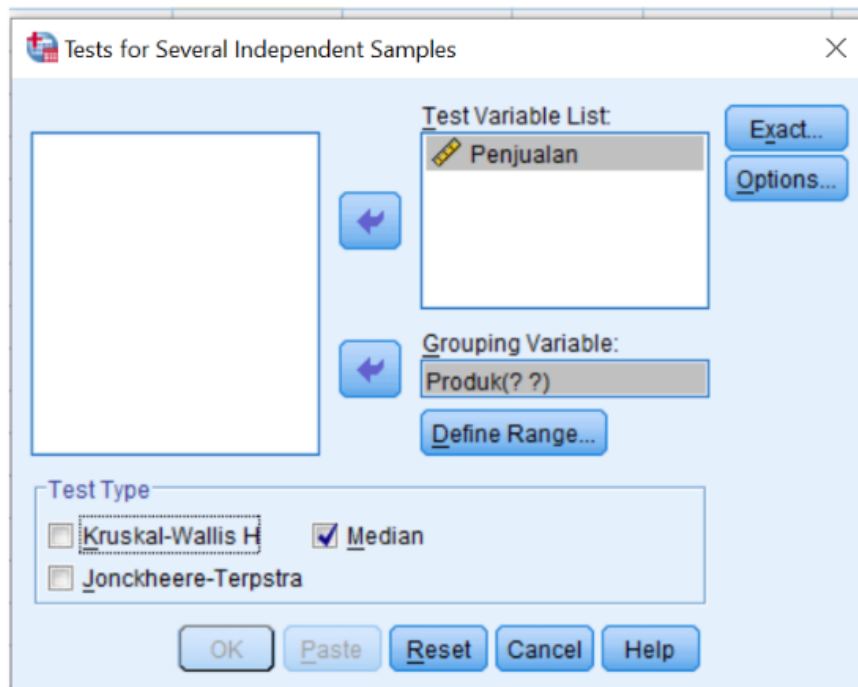 Tests for Several Independent Samples
Test Variable List:
Penjualan
Exact...
Options...
Grouping Variable:
Produk(? ?)
Define Range...
Test Type
Kruskal-Wallis H Median
Jonckheere-Terpstra
OK Paste Reset Cancel Help